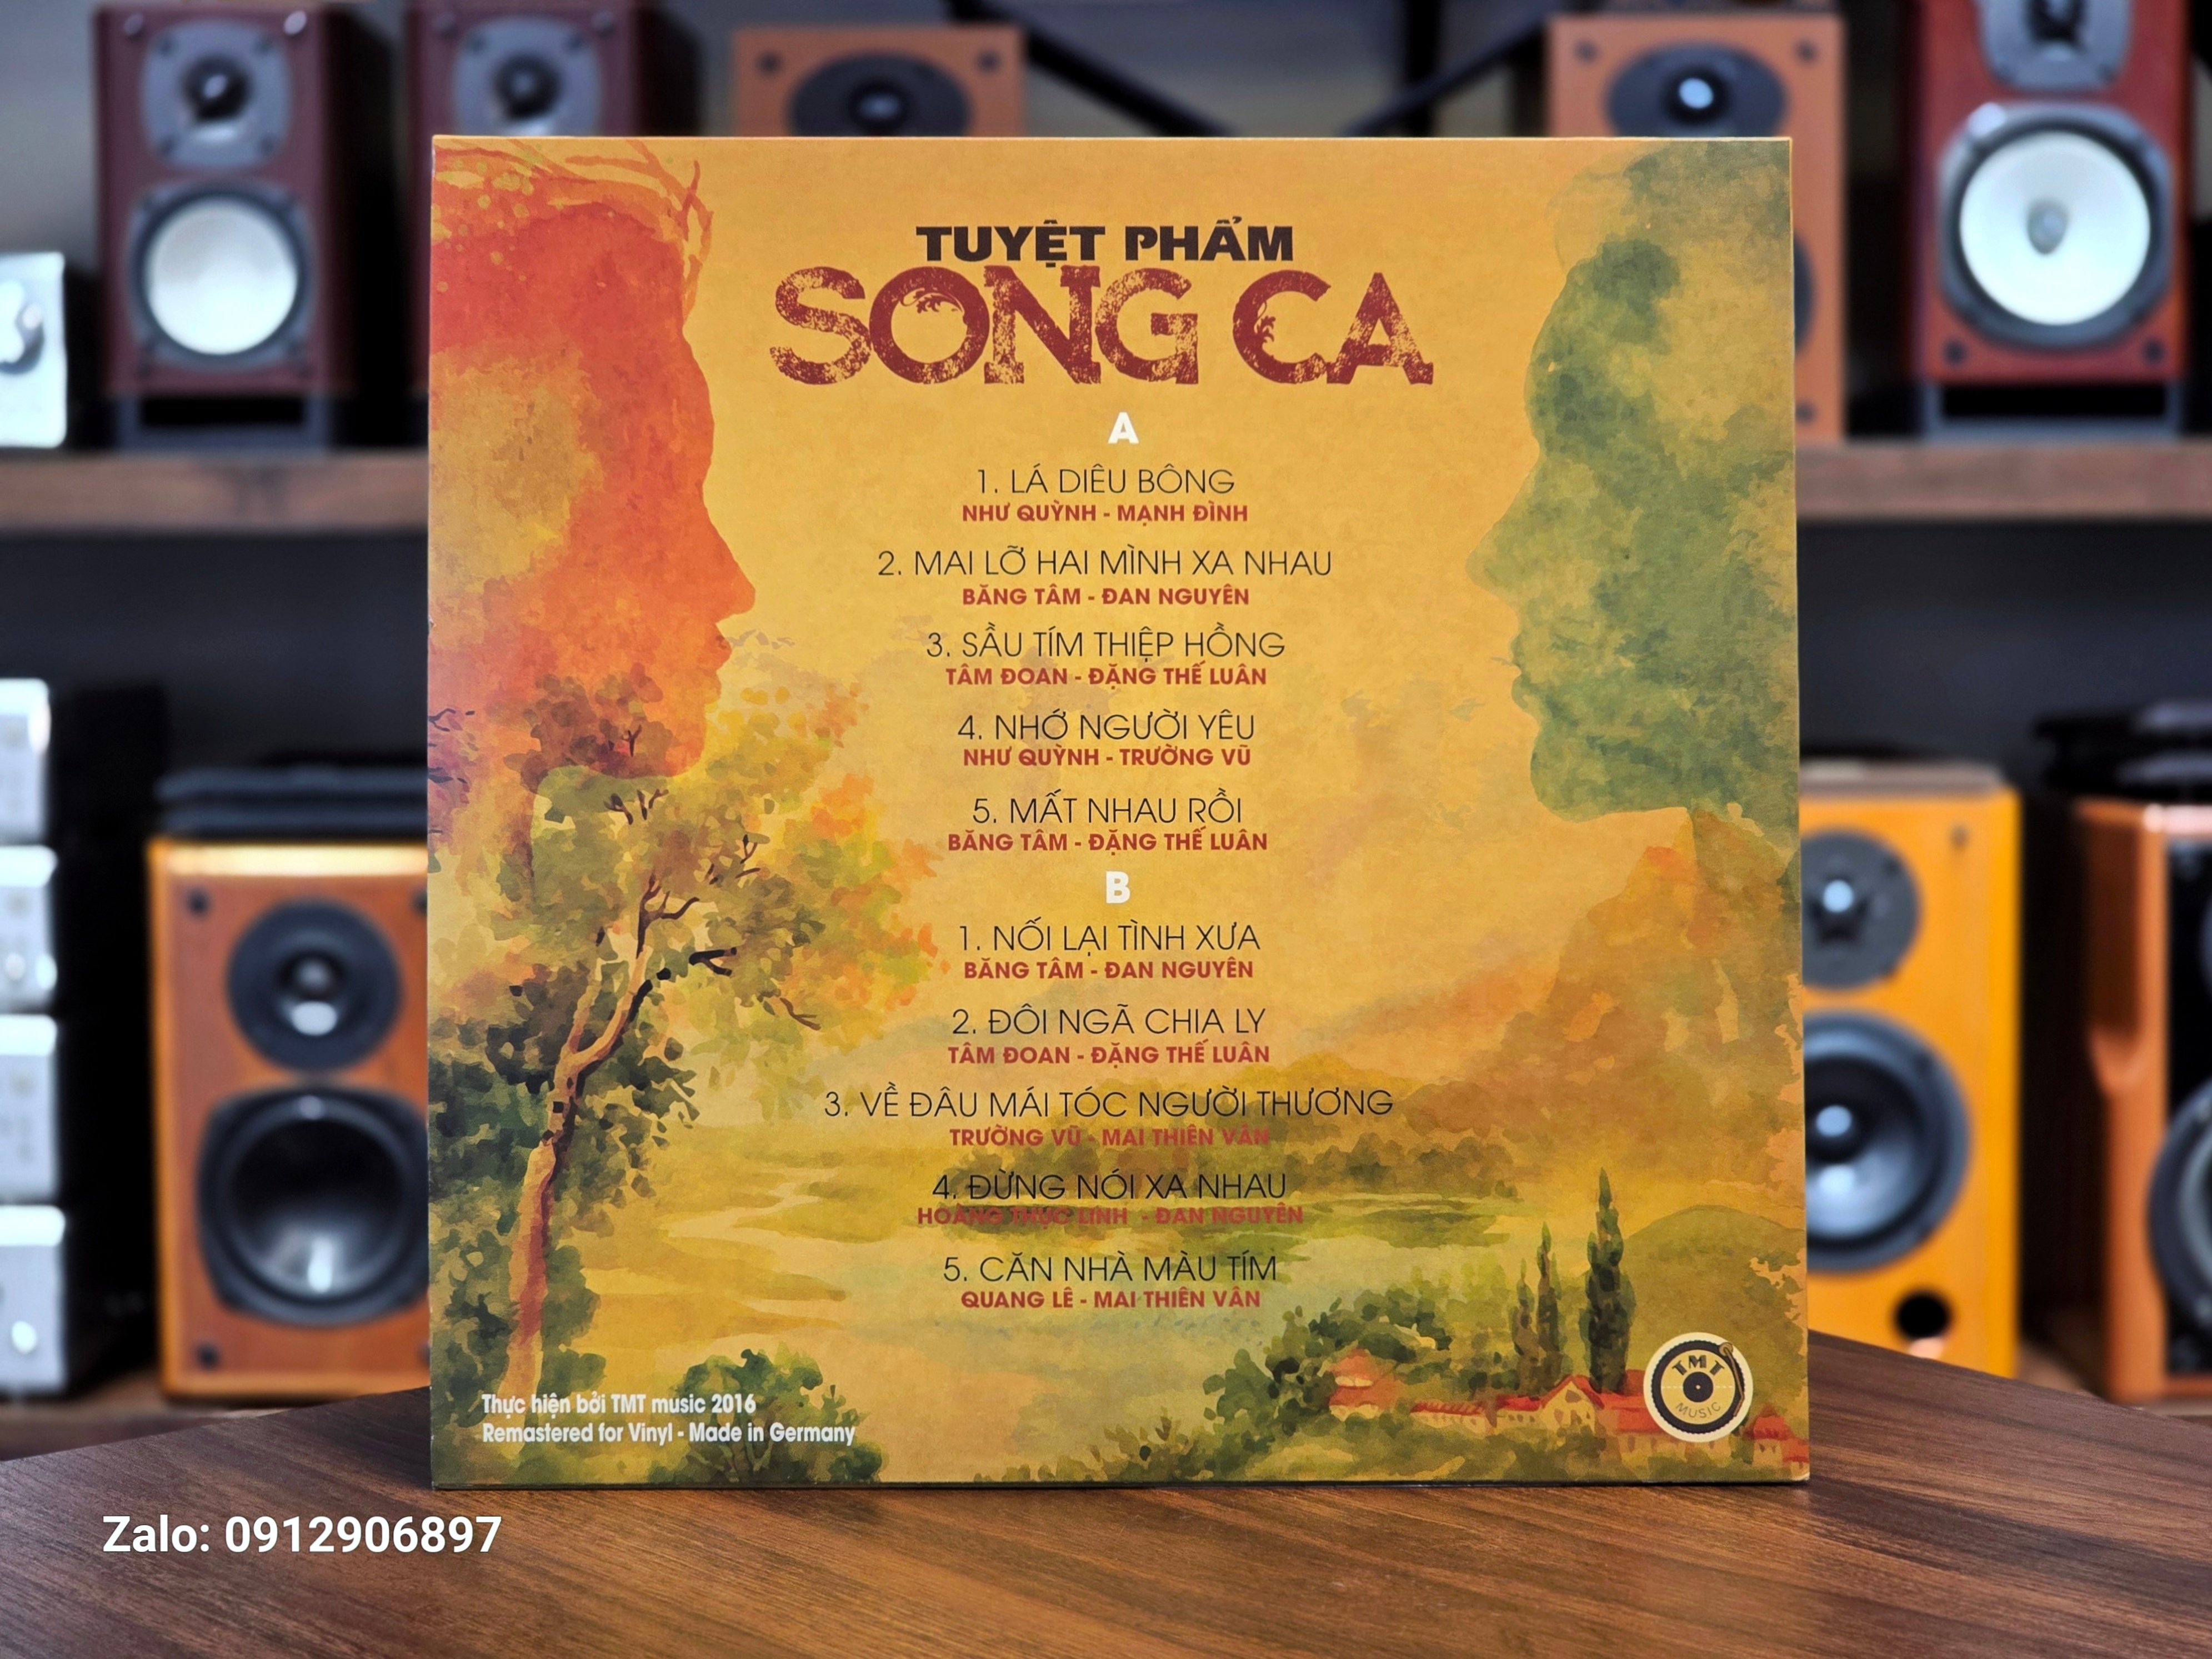 TUYỆT PHẨM
SONG CA
A
1. LÁ DIÊU BÔNG
NHƯ QUỲNH - MẠNH ĐÌNH
2. MAI LỠ HAI MÌNH XA NHAU
BĂNG TÂM - ĐAN NGUYÊN
3. SẦU TÍM THIỆP HỒNG
TÂM ĐOAN - ĐẶNG THẾ LUÂN
4. NHỚ NGƯỜI YÊU
NHƯ QUỲNH - TRƯỜNG VŨ
5. MẤT NHAU RỒI
BĂNG TÂM - ĐẶNG THẾ LUÂN
B
1. NỐI LẠI TÌNH XƯA
BĂNG TÂM - ĐAN NGUYÊN
2. ĐÔI NGÃ CHIA LY
TÂM ĐOAN - ĐẶNG THẾ LUÂN
3. VỀ ĐÂU MÁI TÓC NGƯỜI THƯƠNG
TRƯỜNG VŨ - MAI THIÊN VÂN
4. ĐỪNG NÓI XA NHAU
HOÀNG THỤC LINH - ĐAN NGUYÊN
5. CĂN NHÀ MÀU TÍM
QUANG LÊ - MAI THIÊN VÂN
Thực hiện bởi TMT music 2016
Remastered for Vinyl - Made in Germany
TMT
MUSIC
Zalo: 0912906897